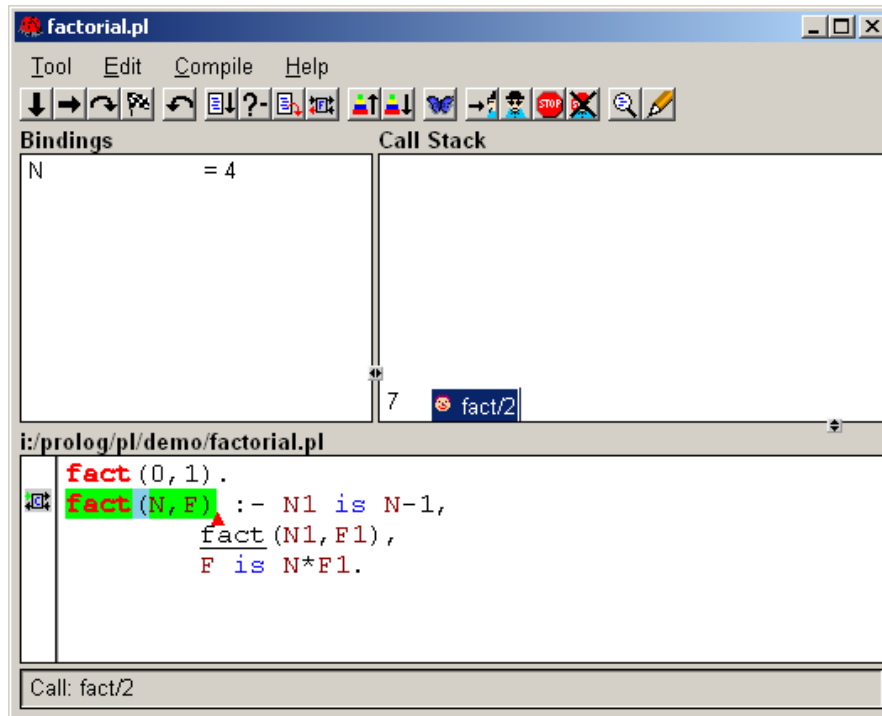 factorial.pl
Tool Edit Compile Help
?- STOP
Bindings Call Stack
N = 4
7 fact/2
i:/prolog/pl/demo/factorial.pl
fact(0,1).
fact(N,F) :- N1 is N-1,
fact(N1,F1),
F is N*F1.
Call: fact/2